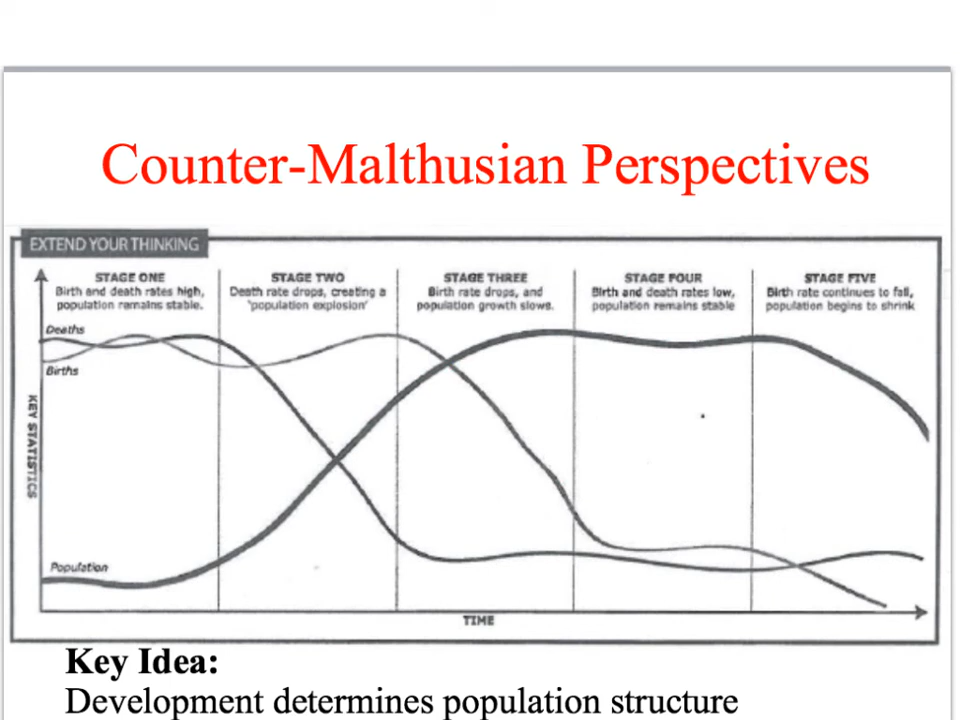 Counter-Malthusian Perspectives
EXTEND YOUR THINKING
STAGE ONE
Birth and death rates high,
population remains stable.
STAGE TWO
Death rate drops, creating a
"population explosion"
STAGE THREE
Birth rate drops, and
population growth slows.
STAGE FOUR
Birth and death rates low,
population remains stable
STAGE FIVE
Birth rate continues to fall,
population begins to shrink
Deaths
Births
KEY STATISTICS
Population
TIME
Key Idea:
Development determines population structure